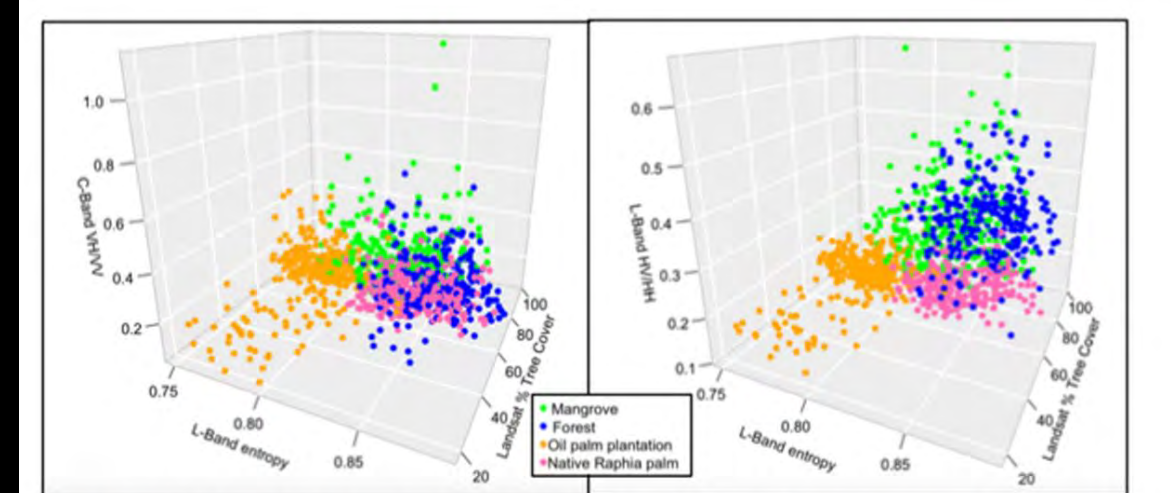 1.0
0.8
0.6
0.4
0.2
C-Band VH/VV
0.75
0.80
0.85
L-Band entropy
20
40
60
80
100
Landsat % Tree Cover
0.6
0.5
0.4
0.3
0.2
0.1
L-Band HV/HH
0.75
0.80
0.85
L-Band entropy
20
40
60
80
100
Landsat % Tree Cover
Mangrove
Forest
Oil palm plantation
Native Raphia palm